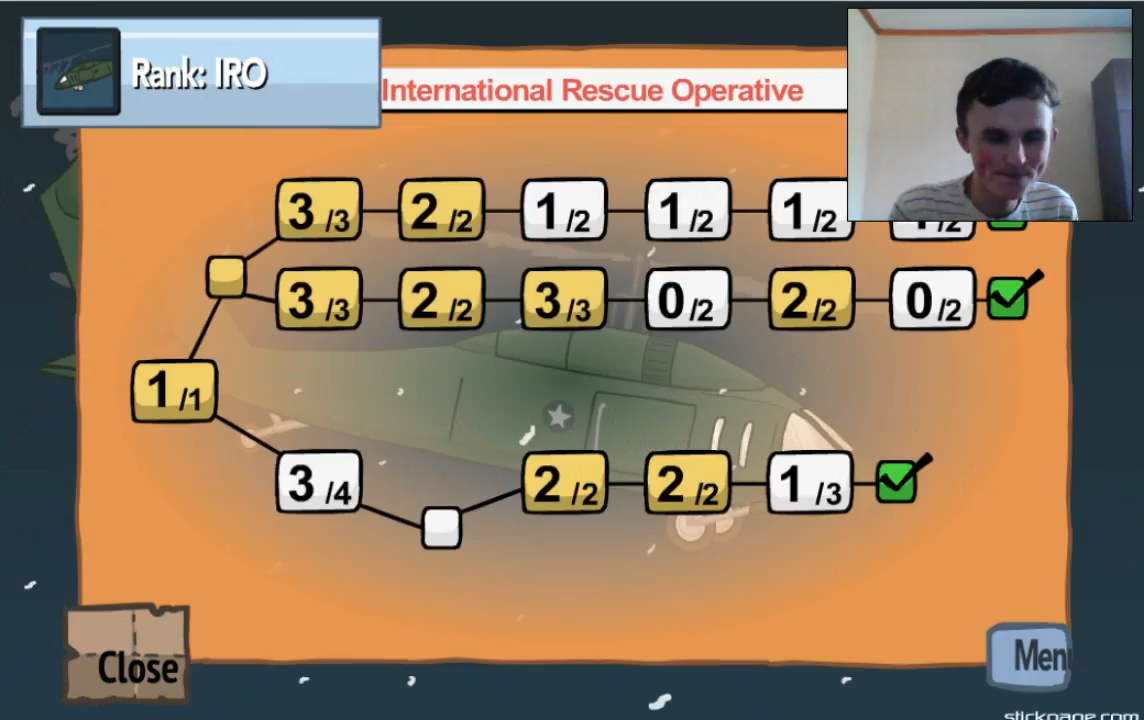 Rank: IRO
International Rescue Operative
3/3 2/2 1/2 1/2 1/2
3/3 2/2 3/3 0/2 2/2 0/2
1/1
3/4 2/2 2/2 1/3
Close
Menu
stickpage.com